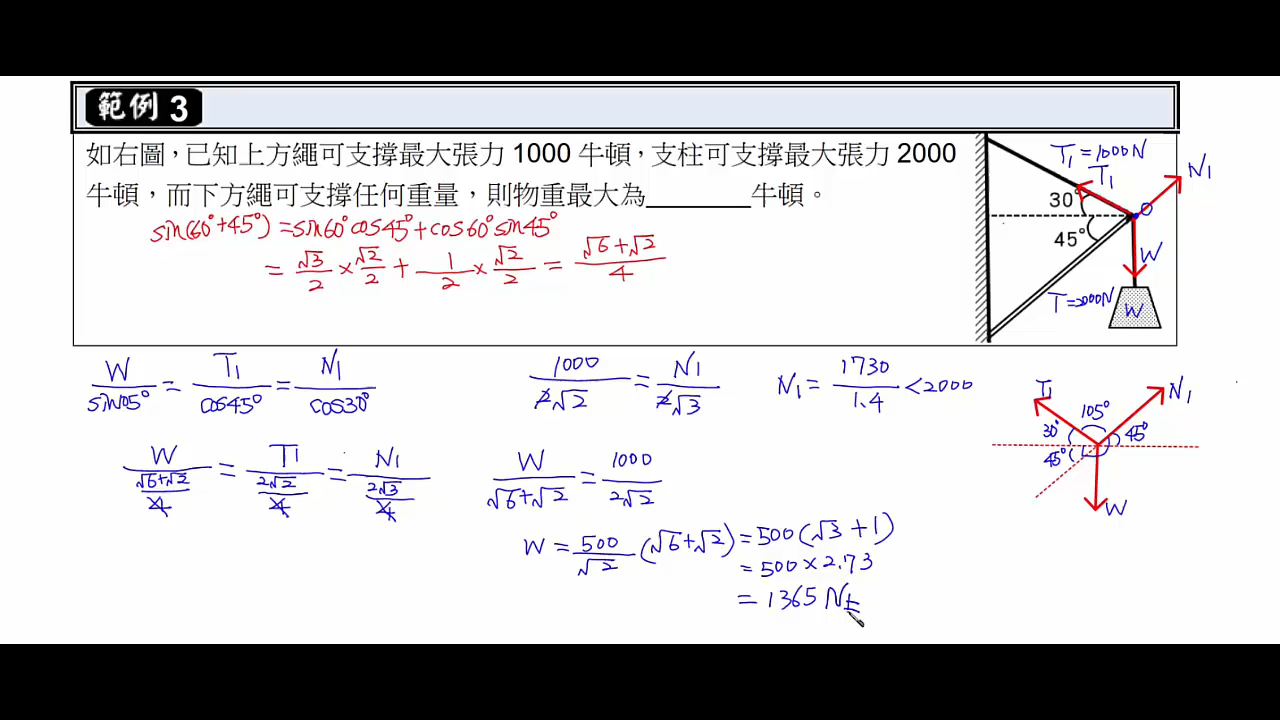 範例 3
如右圖，已知上方繩可支撐最大張力 1000 牛頓，支柱可支撐最大張力 2000
牛頓，而下方繩可支撐任何重量，則物重最大為________牛頓。
sin(60°+45°) = sin60°cos45°+cos60°sin45°
= √3/2 × √2/2 + 1/2 × √2/2 = (√6+√2)/4
T1=1000N
T1
N1
30°
O
45°
W
T=2000N
W
W/sin105° = T1/cos45° = N1/cos30°
1000/2√2 = N1/2√3
N1 = 1730/1.4 < 2000
T1
N1
105°
30°
45°
45°
W
W/((√6+√2)/4) = T1/(2√2/4) = N1/(2√3/4)
W/(√6+√2) = 1000/2√2
W = 500/√2 (√6+√2) = 500(√3+1)
= 500×2.73
= 1365 Nt